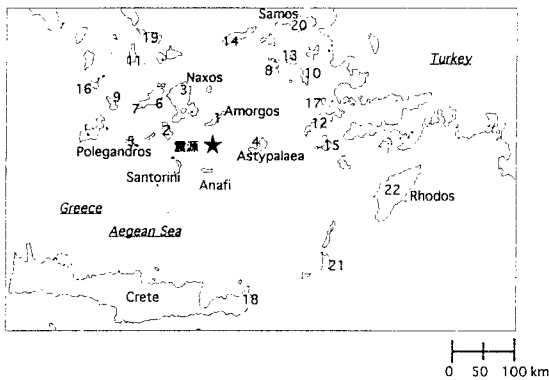 Samos
20
19
14
Turkey
11
13
8
10
Naxos
16
3
9
6
7
17
Amorgos
1
12
2
5
震源 ★
4
15
Polegandros
Astypalaea
Santorini
Anafi
22
Rhodos
Greece
Aegean Sea
21
Crete
18
0 50 100 km